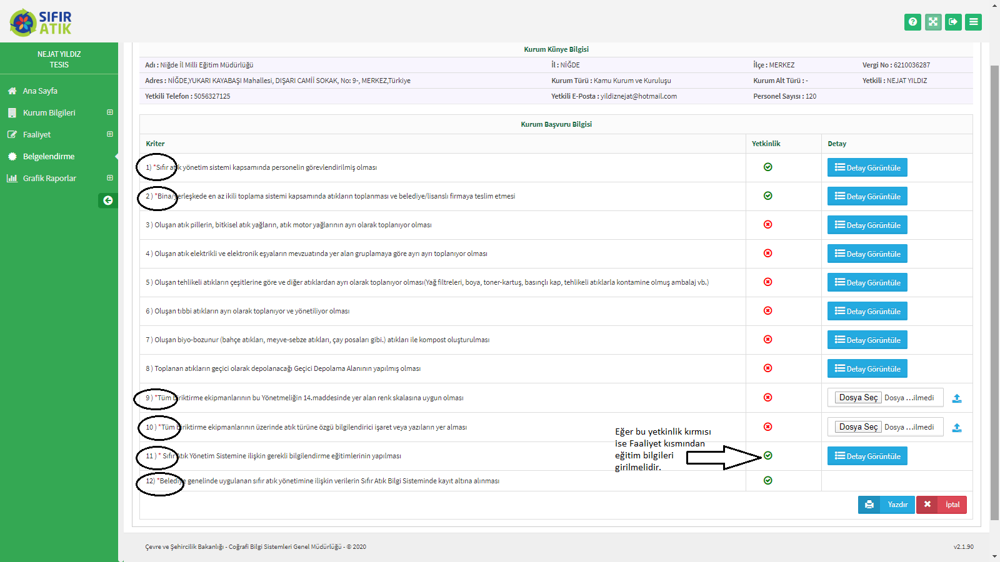 SIFIR
ATIK
NEJAT YILDIZ
TESIS
Ana Sayfa
Kurum Bilgileri
Faaliyet
Belgelendirme
Grafik Raporlar
Kurum Künye Bilgisi
Adı : Niğde İl Milli Eğitim Müdürlüğü İl : NİĞDE İlçe : MERKEZ Vergi No : 6210036287
Adres : NİĞDE,YUKARI KAYABAŞI Mahallesi, DIŞARI CAMİİ SOKAK, No: 9-, MERKEZ,Türkiye Kurum Türü : Kamu Kurum ve Kuruluşu Kurum Alt Türü : - Yetkili : NEJAT YILDIZ
Yetkili Telefon : 5056327125 Yetkili E-Posta : yildiznejat@hotmail.com Personel Sayısı : 120
Kurum Başvuru Bilgisi
Kriter Yetkinlik Detay
1) *Sıfır atık yönetim sistemi kapsamında personelin görevlendirilmiş olması Detay Görüntüle
2 ) *Bina/yerleşkede en az ikili toplama sistemi kapsamında atıkların toplanması ve belediye/lisanslı firmaya teslim etmesi Detay Görüntüle
3 ) Oluşan atık pillerin, bitkisel atık yağların, atık motor yağlarının ayrı olarak toplanıyor olması Detay Görüntüle
4 ) Oluşan atık elektrikli ve elektronik eşyaların mevzuatında yer alan gruplamaya göre ayrı ayrı toplanıyor olması Detay Görüntüle
5 ) Oluşan tehlikeli atıkların çeşitlerine göre ve diğer atıklardan ayrı olarak toplanıyor olması(Yağ filtreleri, boya, toner-kartuş, basınçlı kap, tehlikeli atıklarla kontamine olmuş ambalaj vb.) Detay Görüntüle
6 ) Oluşan tıbbi atıkların ayrı olarak toplanıyor ve yönetiliyor olması Detay Görüntüle
7 ) Oluşan biyo-bozunur (bahçe atıkları, meyve-sebze atıkları, çay posaları gibi.) atıkları ile kompost oluşturulması Detay Görüntüle
8 ) Toplanan atıkların geçici olarak depolanacağı Geçici Depolama Alanının yapılmış olması Detay Görüntüle
9 ) *Tüm biriktirme ekipmanlarının bu Yönetmeliğin 14.maddesinde yer alan renk skalasına uygun olması Dosya Seç Dosya ...ilmedi
10 ) *Tüm biriktirme ekipmanlarının üzerinde atık türüne özgü bilgilendirici işaret veya yazıların yer alması Dosya Seç Dosya ...ilmedi
Eğer bu yetkinlik kırmısı
ise Faaliyet kısmından
eğitim bilgileri
girilmelidir.
11 ) * Sıfır Atık Yönetim Sistemine ilişkin gerekli bilgilendirme eğitimlerinin yapılması Detay Görüntüle
12) *Belediye genelinde uygulanan sıfır atık yönetimine ilişkin verilerin Sıfır Atık Bilgi Sisteminde kayıt altına alınması
Yazdır İptal
Çevre ve Şehircilik Bakanlığı - Coğrafi Bilgi Sistemleri Genel Müdürlüğü - © 2020 v2.1.90